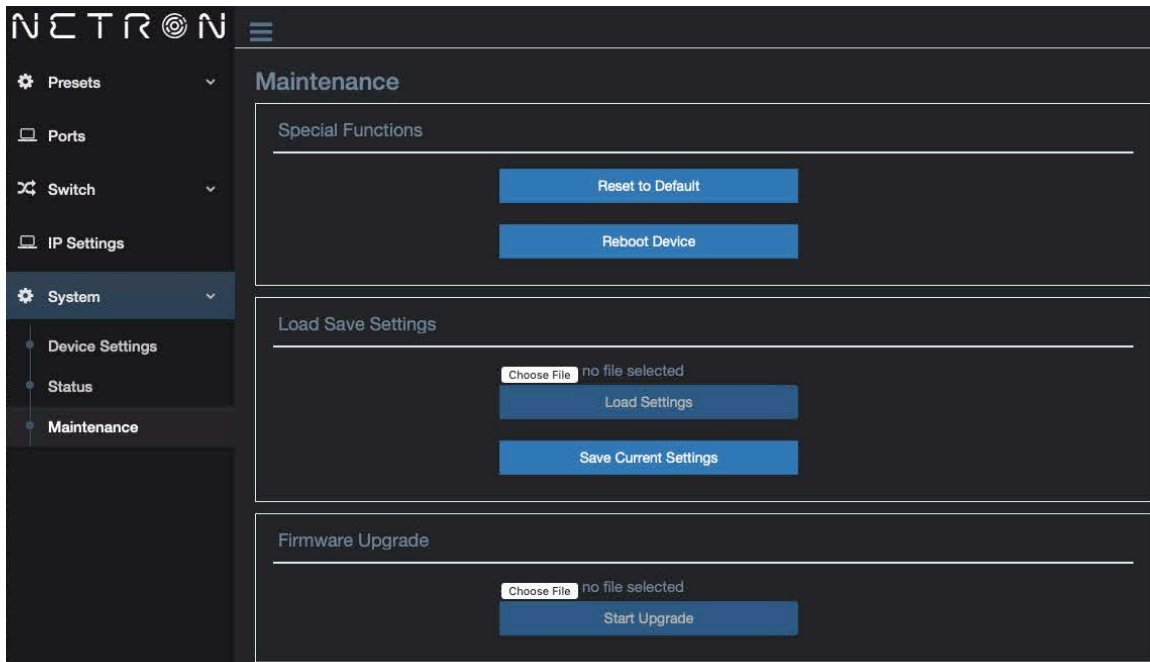 NETRON
Presets
Ports
Switch
IP Settings
System
Device Settings
Status
Maintenance
Maintenance
Special Functions
Reset to Default
Reboot Device
Load Save Settings
Choose File no file selected
Load Settings
Save Current Settings
Firmware Upgrade
Choose File no file selected
Start Upgrade